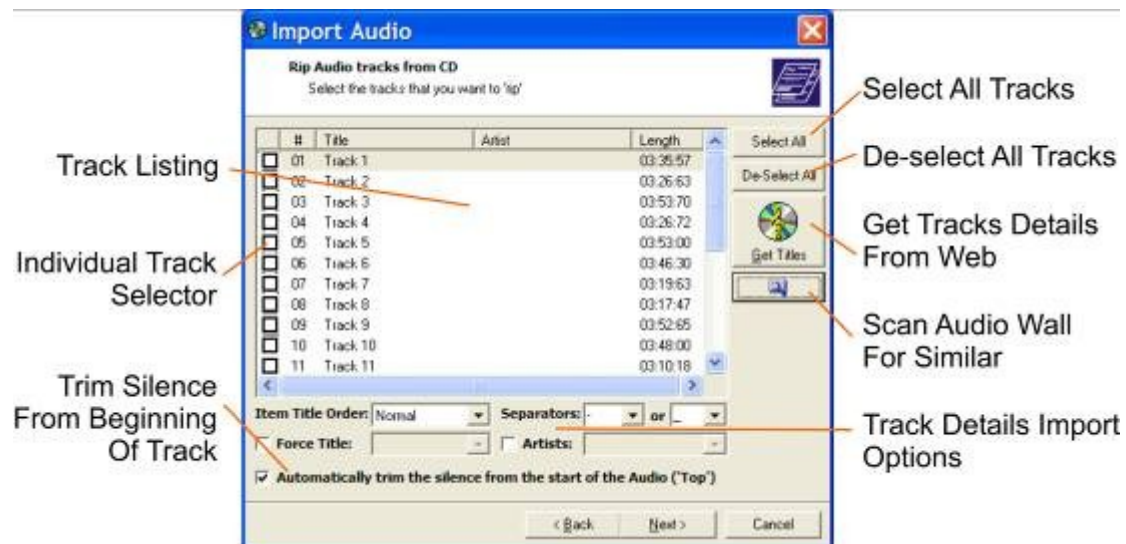 Import Audio
Rip Audio tracks from CD
Select the tracks that you want to 'rip'
# Title Artist Length
01 Track 1 03:35:57
02 Track 2 03:26:63
03 Track 3 03:53:70
04 Track 4 03:26:72
05 Track 5 03:53:00
06 Track 6 03:46:30
07 Track 7 03:19:63
08 Track 8 03:17:47
09 Track 9 03:52:65
10 Track 10 03:48:00
11 Track 11 03:10:18
Select All
De-Select All
Get Titles
Item Title Order: Normal Separators: - or _
Force Title: Artists:
Automatically trim the silence from the start of the Audio ("Top")
< Back Next > Cancel
Track Listing
Individual Track
Selector
Trim Silence
From Beginning
Of Track
Select All Tracks
De-select All Tracks
Get Tracks Details
From Web
Scan Audio Wall
For Similar
Track Details Import
Options